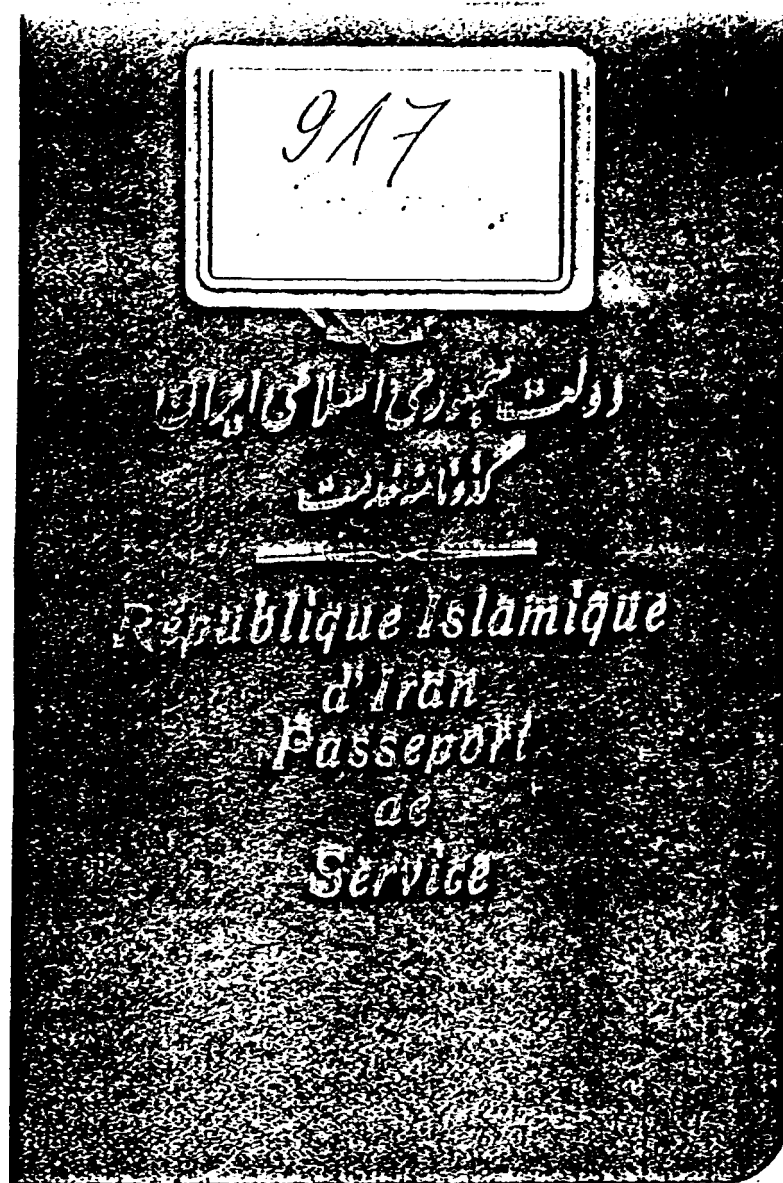 917
دولت جمهوری اسلامی ایران
گذرنامه خدمت
République Islamique
d'Iran
Passeport
de
Service